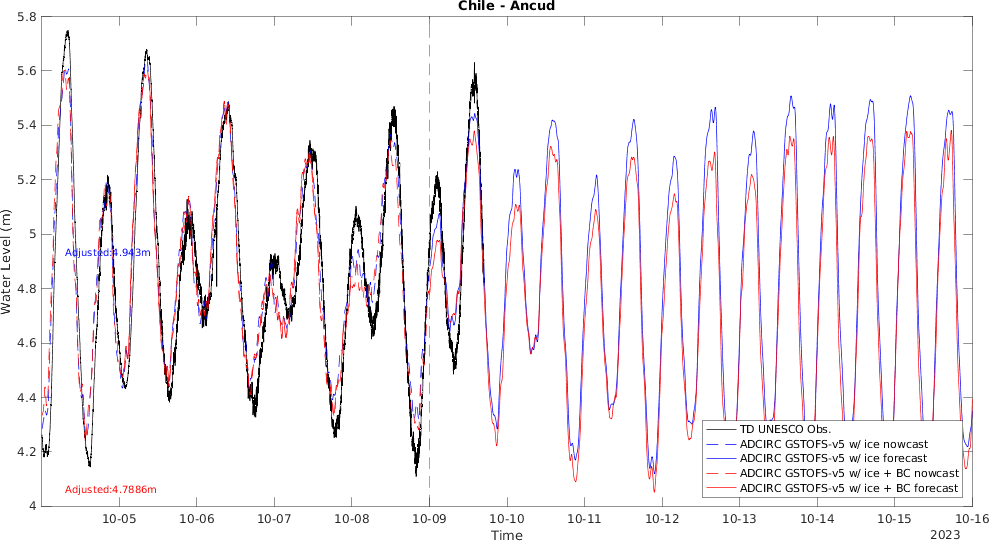 Chile - Ancud
5.8
5.6
5.4
5.2
5
4.8
4.6
4.4
4.2
4
Water Level (m)
Adjusted:4.943m
Adjusted:4.7886m
TD UNESCO Obs.
ADCIRC GSTOFS-v5 w/ ice nowcast
ADCIRC GSTOFS-v5 w/ ice forecast
ADCIRC GSTOFS-v5 w/ ice + BC nowcast
ADCIRC GSTOFS-v5 w/ ice + BC forecast
10-05 10-06 10-07 10-08 10-09 10-10 10-11 10-12 10-13 10-14 10-15 10-16
Time
2023